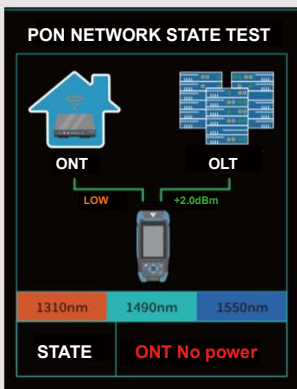 PON NETWORK STATE TEST
ONT OLT
LOW +2.0dBm
1310nm 1490nm 1550nm
STATE ONT No power